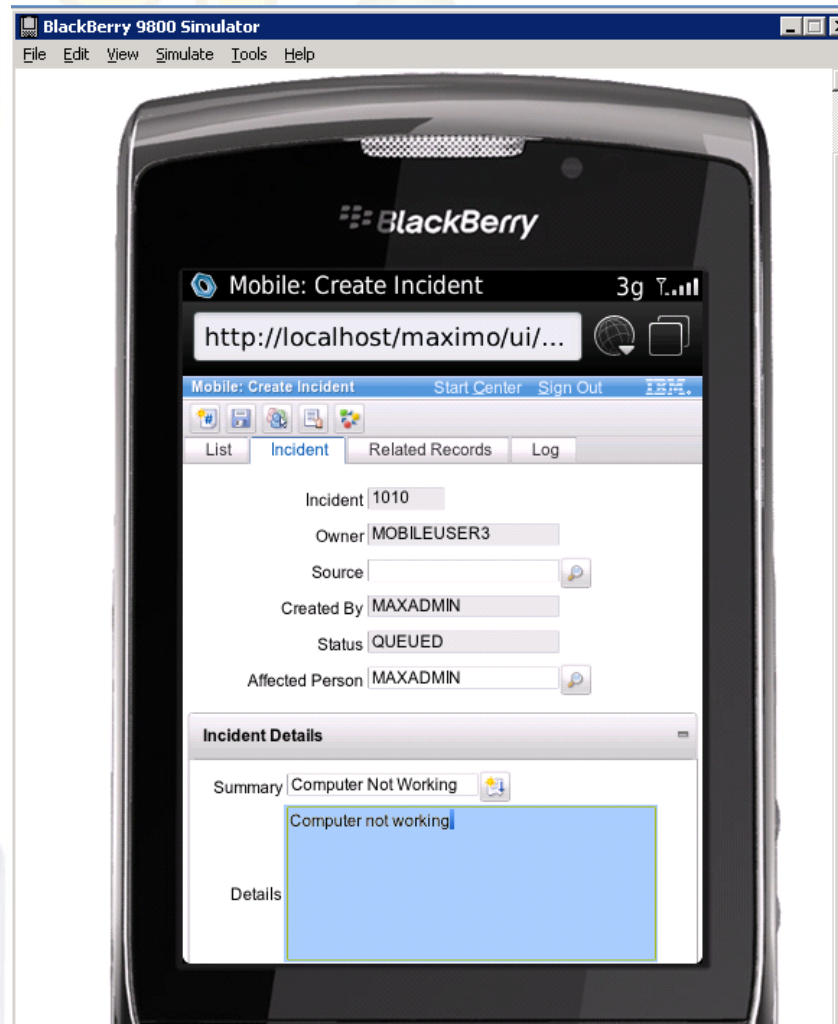 BlackBerry 9800 Simulator
File Edit View Simulate Tools Help
BlackBerry
Mobile: Create Incident 3g
http://localhost/maximo/ui/...
Mobile: Create Incident Start Center Sign Out IBM.
List Incident Related Records Log
Incident 1010
Owner MOBILEUSER3
Source
Created By MAXADMIN
Status QUEUED
Affected Person MAXADMIN
Incident Details
Summary Computer Not Working
Computer not working
Details